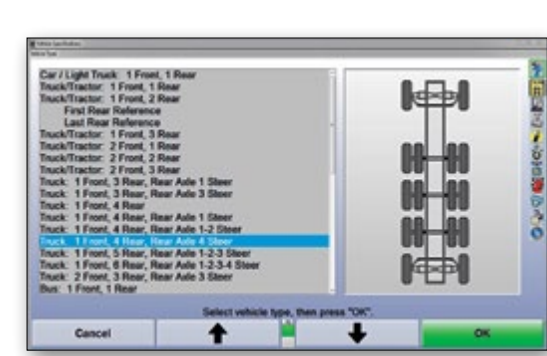 Vehicle Specifications
Vehicle Type
Car / Light Truck: 1 Front, 1 Rear
Truck/Tractor: 1 Front, 1 Rear
Truck/Tractor: 1 Front, 2 Rear
First Rear Reference
Last Rear Reference
Truck/Tractor: 1 Front, 3 Rear
Truck/Tractor: 2 Front, 1 Rear
Truck/Tractor: 2 Front, 2 Rear
Truck/Tractor: 2 Front, 3 Rear
Truck: 1 Front, 3 Rear, Rear Axle 1 Steer
Truck: 1 Front, 3 Rear, Rear Axle 3 Steer
Truck: 1 Front, 4 Rear
Truck: 1 Front, 4 Rear, Rear Axle 1 Steer
Truck: 1 Front, 4 Rear, Rear Axle 1-2 Steer
Truck: 1 Front, 4 Rear, Rear Axle 4 Steer
Truck: 1 Front, 5 Rear, Rear Axle 1-2-3 Steer
Truck: 1 Front, 6 Rear, Rear Axle 1-2-3-4 Steer
Truck: 2 Front, 3 Rear, Rear Axle 3 Steer
Bus: 1 Front, 1 Rear
Select vehicle type, then press "OK".
Cancel
OK